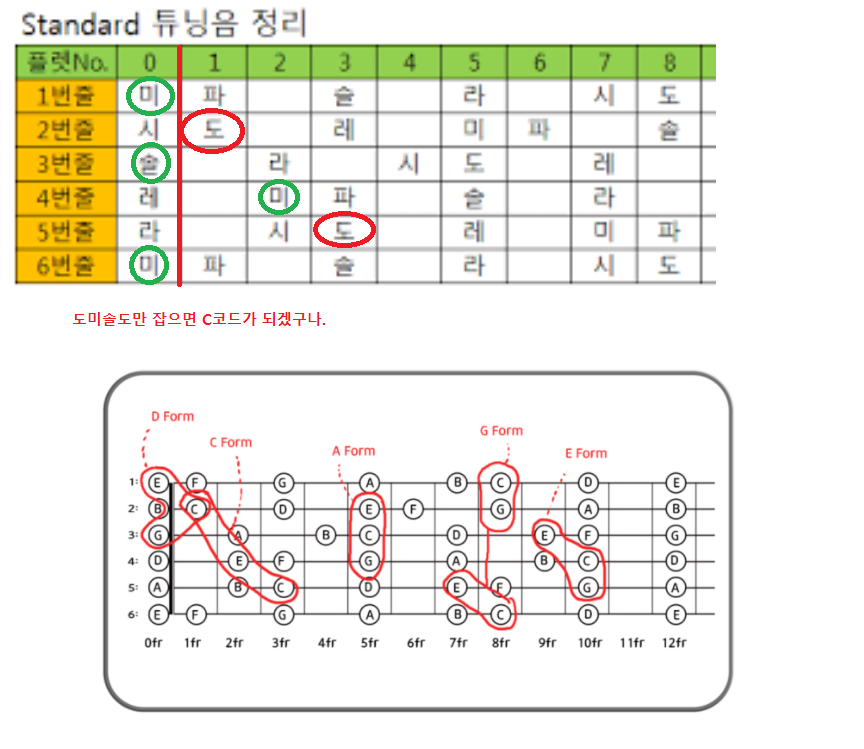 Standard 튜닝음 정리
플렛No. 0 1 2 3 4 5 6 7 8
1번줄 미 파 솔 라 시 도
2번줄 시 도 레 미 파 솔
3번줄 솔 라 시 도 레
4번줄 레 미 파 솔 라
5번줄 라 시 도 레 미 파
6번줄 미 파 솔 라 시 도
도미솔도만 잡으면 C코드가 되겠구나.
D Form
C Form
A Form
G Form
E Form
1: E F G A B C D E
2: B C D E F G A B
3: G A B C D E F G
4: D E F G A B C D
5: A B C D E F G A
6: E F G A B C D E
0fr 1fr 2fr 3fr 4fr 5fr 6fr 7fr 8fr 9fr 10fr 11fr 12fr